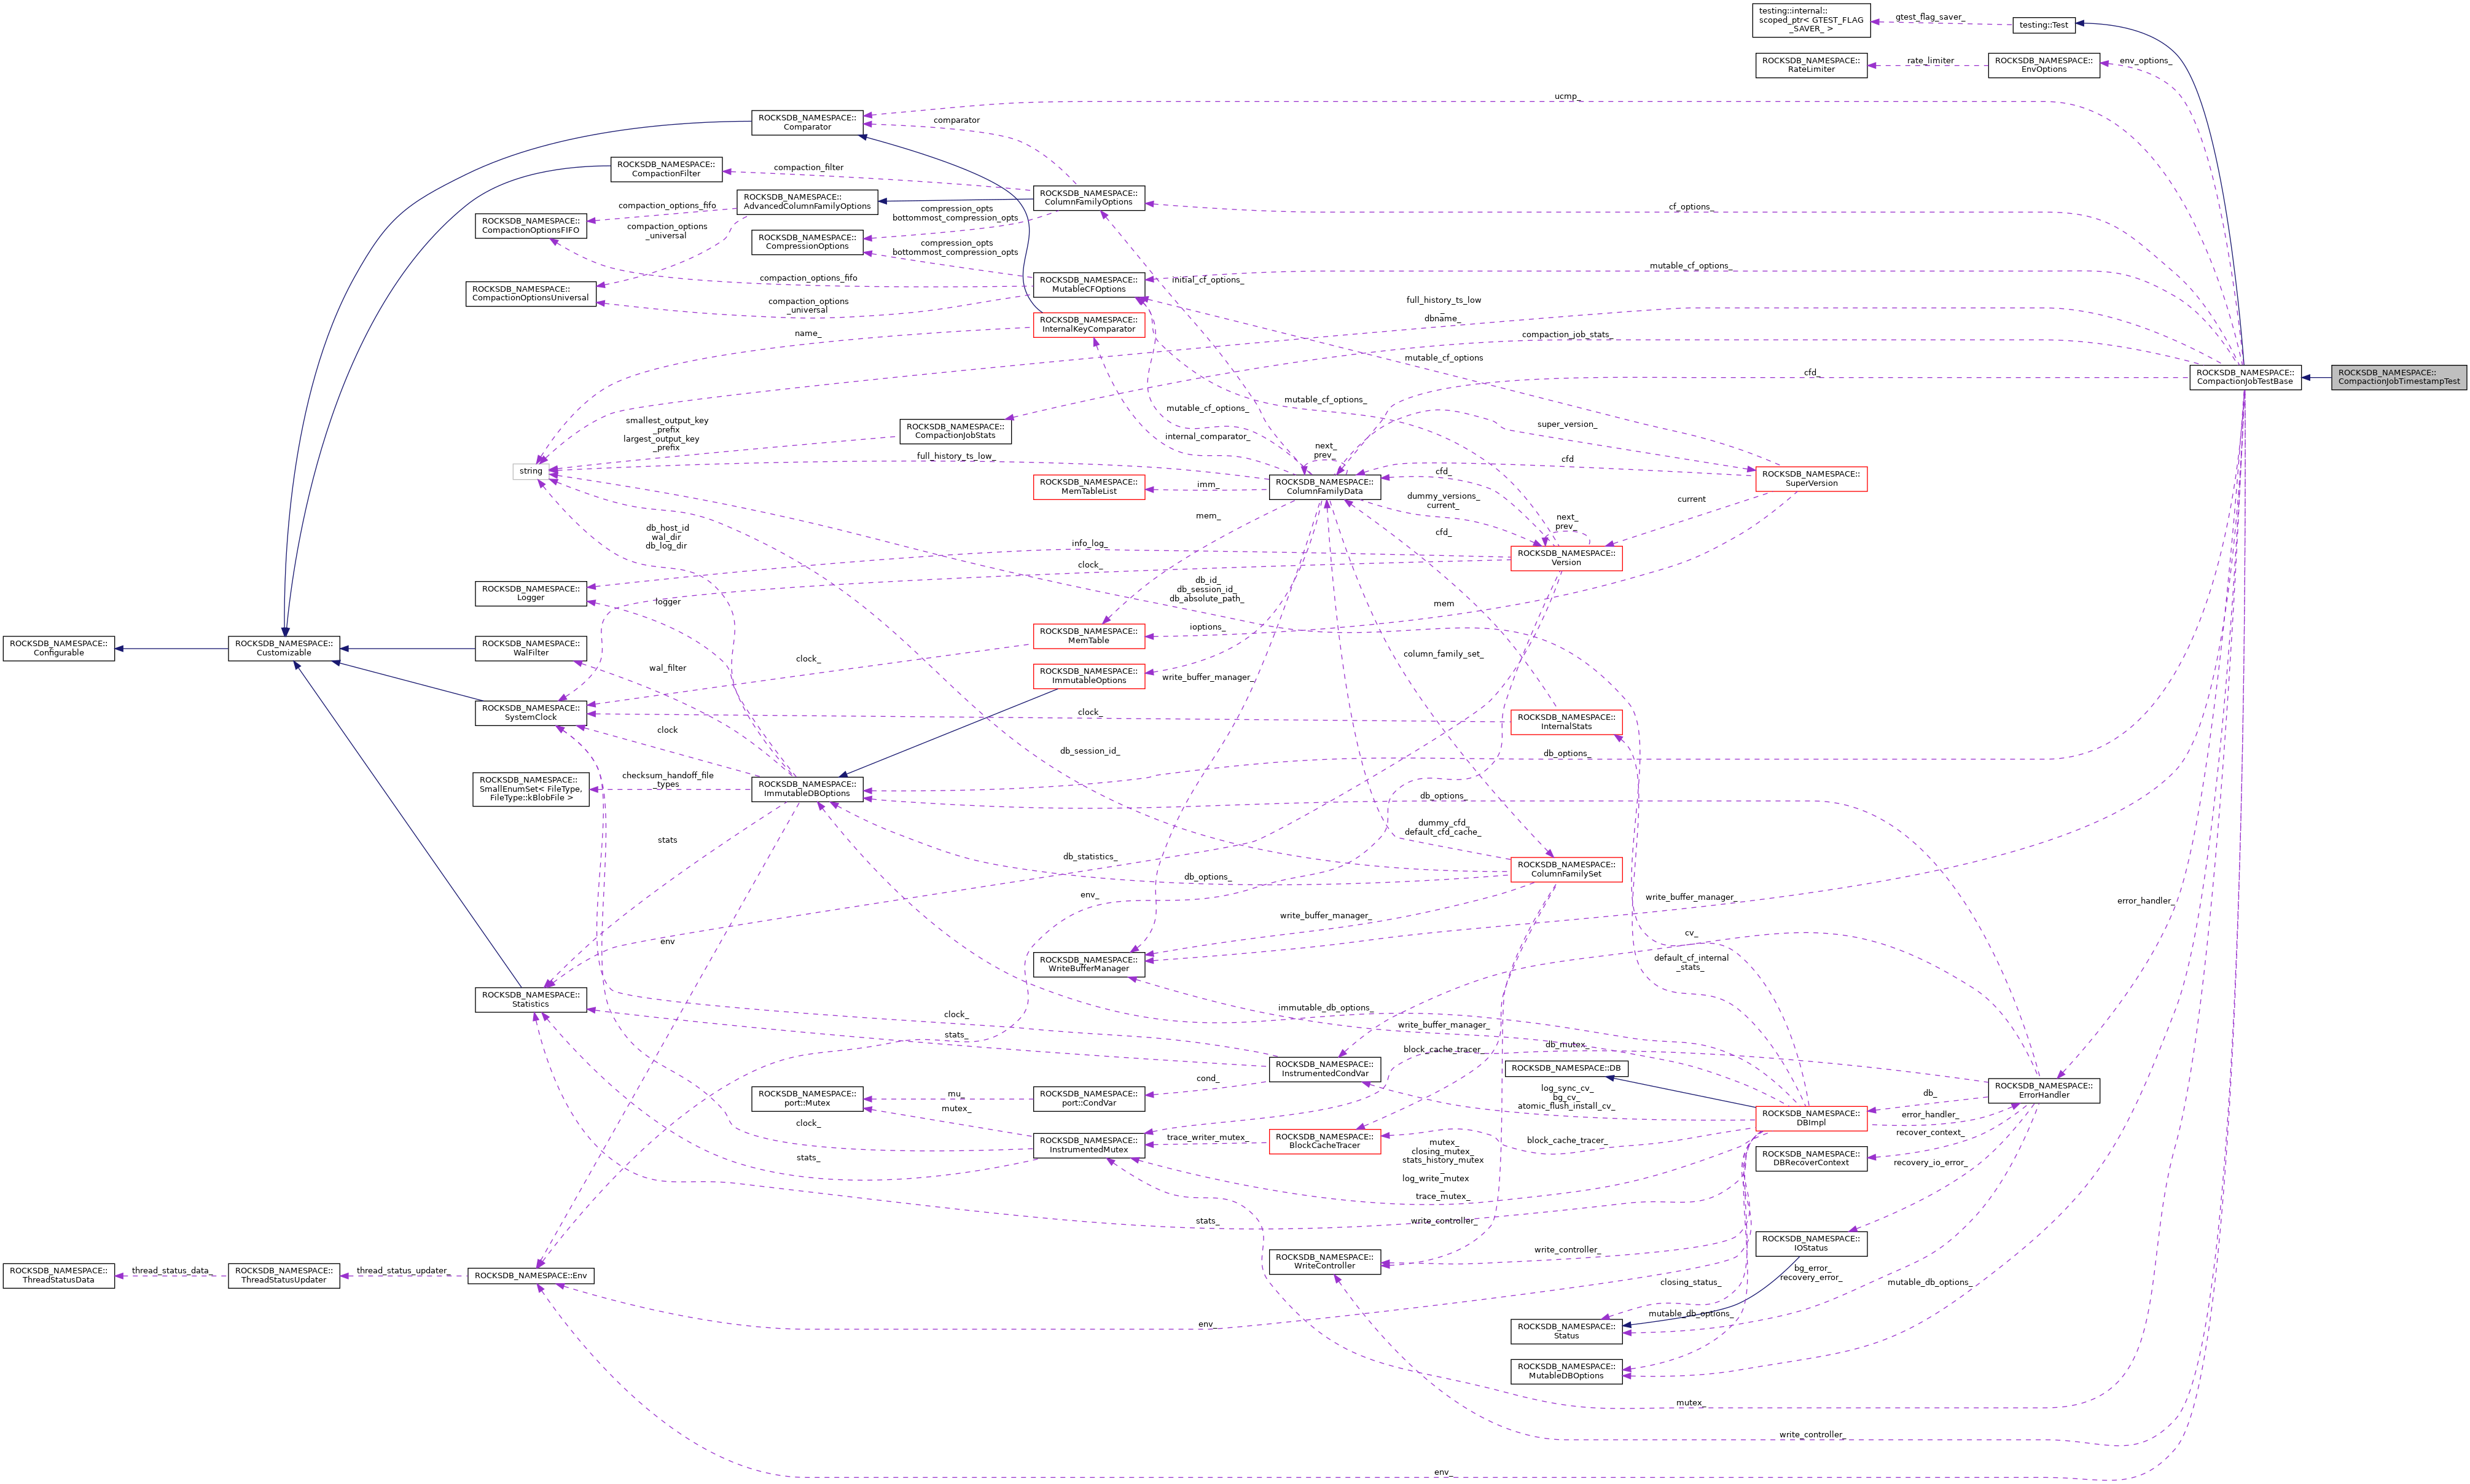 testing::internal::
scoped_ptr< GTEST_FLAG
_SAVER_ >
gtest_flag_saver_
testing::Test
ROCKSDB_NAMESPACE::
RateLimiter
rate_limiter
ROCKSDB_NAMESPACE::
EnvOptions
env_options_
ucmp_
ROCKSDB_NAMESPACE::
Comparator
comparator
ROCKSDB_NAMESPACE::
CompactionFilter
compaction_filter
ROCKSDB_NAMESPACE::
AdvancedColumnFamilyOptions
ROCKSDB_NAMESPACE::
ColumnFamilyOptions
cf_options_
compaction_options_fifo
compression_opts
bottommost_compression_opts
ROCKSDB_NAMESPACE::
CompactionOptionsFIFO
compaction_options
_universal
ROCKSDB_NAMESPACE::
CompressionOptions
compression_opts
bottommost_compression_opts
mutable_cf_options_
compaction_options_fifo
ROCKSDB_NAMESPACE::
MutableCFOptions
initial_cf_options_
ROCKSDB_NAMESPACE::
CompactionOptionsUniversal
compaction_options
_universal
full_history_ts_low
_
dbname_
ROCKSDB_NAMESPACE::
InternalKeyComparator
name_
compaction_job_stats_
mutable_cf_options
cfd_
ROCKSDB_NAMESPACE::
CompactionJobTestBase
ROCKSDB_NAMESPACE::
CompactionJobTimestampTest
mutable_cf_options_
mutable_cf_options_
smallest_output_key
_prefix
largest_output_key
_prefix
ROCKSDB_NAMESPACE::
CompactionJobStats
internal_comparator_
super_version_
next_
prev_
string
full_history_ts_low_
cfd
cfd_
ROCKSDB_NAMESPACE::
MemTableList
imm_
ROCKSDB_NAMESPACE::
ColumnFamilyData
ROCKSDB_NAMESPACE::
SuperVersion
dummy_versions_
current_
current
mem_
next_
prev_
cfd_
db_host_id
wal_dir
db_log_dir
info_log_
ROCKSDB_NAMESPACE::
Version
clock_
ROCKSDB_NAMESPACE::
Logger
logger
db_id_
db_session_id_
db_absolute_path_
mem
ioptions_
ROCKSDB_NAMESPACE::
MemTable
ROCKSDB_NAMESPACE::
Configurable
ROCKSDB_NAMESPACE::
Customizable
ROCKSDB_NAMESPACE::
WalFilter
wal_filter
clock_
column_family_set_
ROCKSDB_NAMESPACE::
ImmutableOptions
write_buffer_manager_
ROCKSDB_NAMESPACE::
SystemClock
clock_
ROCKSDB_NAMESPACE::
InternalStats
clock
db_session_id_
db_options_
ROCKSDB_NAMESPACE::
SmallEnumSet< FileType,
FileType::kBlobFile >
checksum_handoff_file
_types
ROCKSDB_NAMESPACE::
ImmutableDBOptions
db_options_
dummy_cfd_
default_cfd_cache_
stats
db_statistics_
ROCKSDB_NAMESPACE::
ColumnFamilySet
db_options_
env_
write_buffer_manager_
error_handler_
write_buffer_manager_
cv_
env
ROCKSDB_NAMESPACE::
WriteBufferManager
default_cf_internal
_stats_
ROCKSDB_NAMESPACE::
Statistics
immutable_db_options_
clock_
write_buffer_manager_
stats_
block_cache_tracer_
db_mutex_
ROCKSDB_NAMESPACE::
InstrumentedCondVar
ROCKSDB_NAMESPACE::DB
cond_
log_sync_cv_
bg_cv_
atomic_flush_install_cv_
ROCKSDB_NAMESPACE::
ErrorHandler
db_
ROCKSDB_NAMESPACE::
port::Mutex
mu_
ROCKSDB_NAMESPACE::
port::CondVar
mutex_
ROCKSDB_NAMESPACE::
DBImpl
error_handler_
clock_
recover_context_
trace_writer_mutex_
ROCKSDB_NAMESPACE::
InstrumentedMutex
ROCKSDB_NAMESPACE::
BlockCacheTracer
block_cache_tracer_
mutex_
closing_mutex_
stats_history_mutex
_
log_write_mutex
_
trace_mutex_
ROCKSDB_NAMESPACE::
DBRecoverContext
recovery_io_error_
stats_
stats_
write_controller_
ROCKSDB_NAMESPACE::
IOStatus
write_controller_
ROCKSDB_NAMESPACE::
WriteController
ROCKSDB_NAMESPACE::
ThreadStatusData
thread_status_data_
ROCKSDB_NAMESPACE::
ThreadStatusUpdater
thread_status_updater_
ROCKSDB_NAMESPACE::Env
bg_error_
recovery_error_
closing_status_
mutable_db_options_
mutable_db_options_
env_
ROCKSDB_NAMESPACE::
Status
ROCKSDB_NAMESPACE::
MutableDBOptions
mutex_
write_controller_
env_